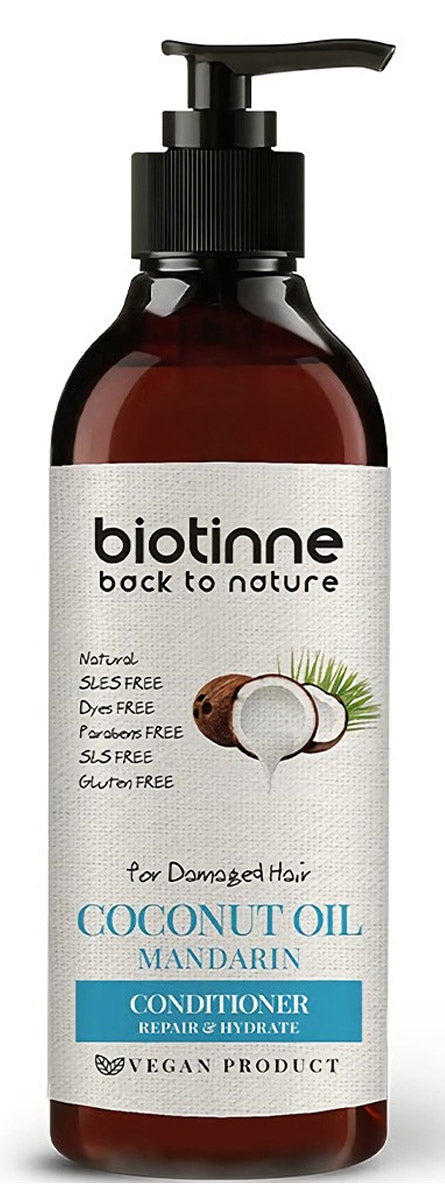 biotinne
back to nature
Natural
SLES FREE
Dyes FREE
Parabens FREE
SLS FREE
Gluten FREE
for Damaged Hair
COCONUT OIL
MANDARIN
CONDITIONER
REPAIR & HYDRATE
VEGAN PRODUCT